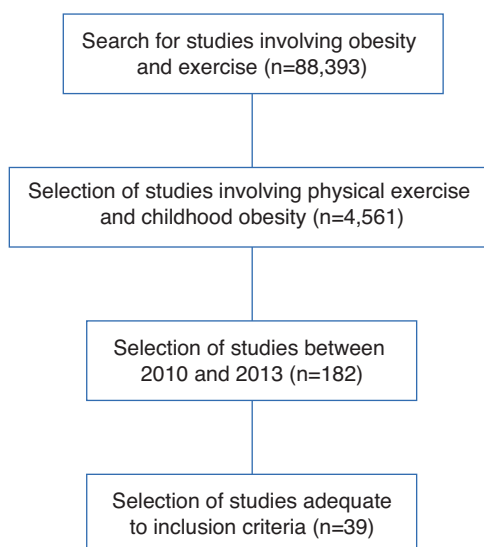 Search for studies involving obesity
and exercise (n=88,393)
Selection of studies involving physical exercise
and childhood obesity (n=4,561)
Selection of studies between
2010 and 2013 (n=182)
Selection of studies adequate
to inclusion criteria (n=39)